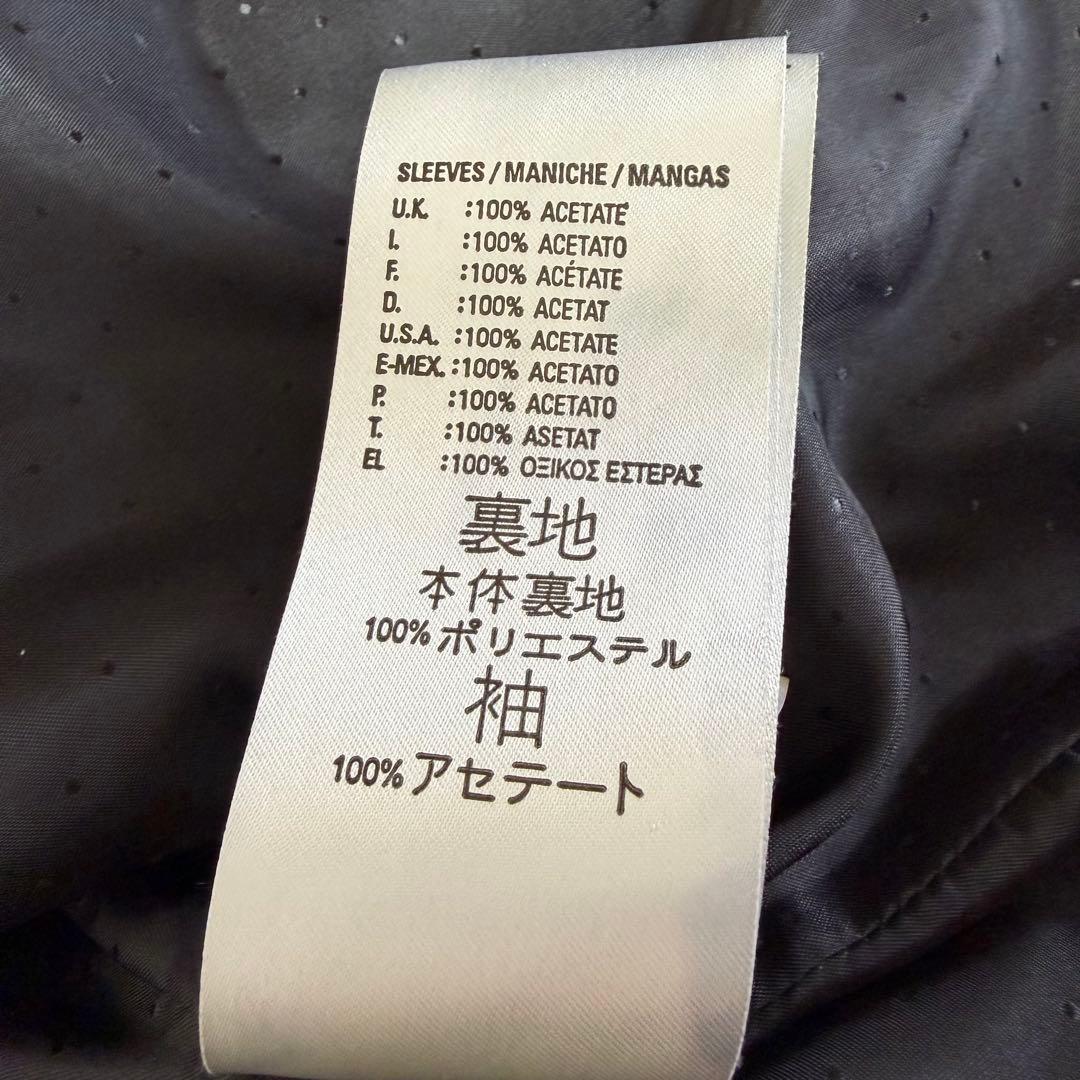 SLEEVES / MANICHE / MANGAS
U.K. :100% ACETATE
I. :100% ACETATO
F. :100% ACÉTATE
D. :100% ACETAT
U.S.A. :100% ACETATE
E-MEX. :100% ACETATO
P. :100% ACETATO
T. :100% ASETAT
EL :100% ΟΞΙΚΟΣ ΕΣΤΕΡΑΣ
裏地
本体裏地
100% ポリエステル
袖
100% アセテート